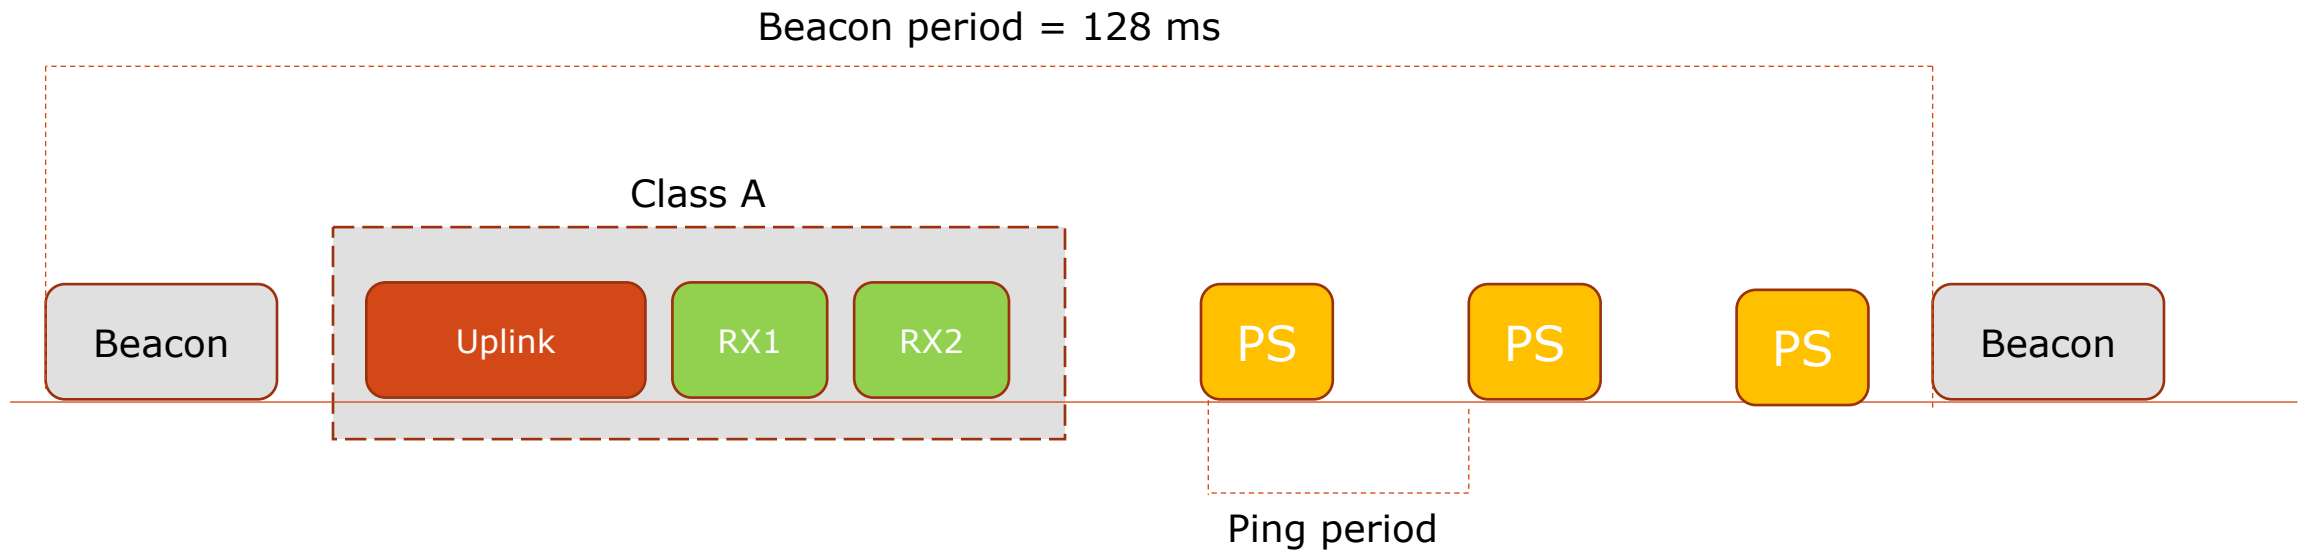 Beacon period = 128 ms
Class A
Beacon
Uplink
RX1
RX2
PS
PS
PS
Beacon
Ping period